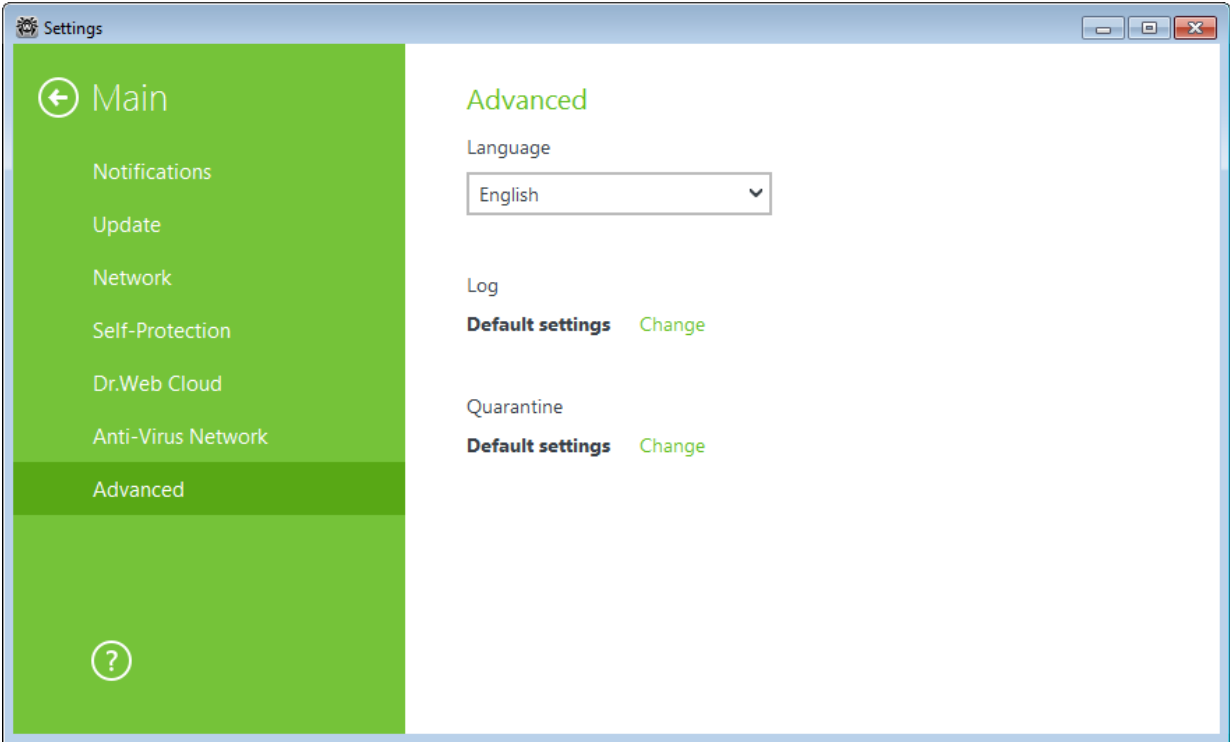 Settings
Main
Notifications
Update
Network
Self-Protection
Dr.Web Cloud
Anti-Virus Network
Advanced
?
Advanced
Language
English
Log
Default settings Change
Quarantine
Default settings Change